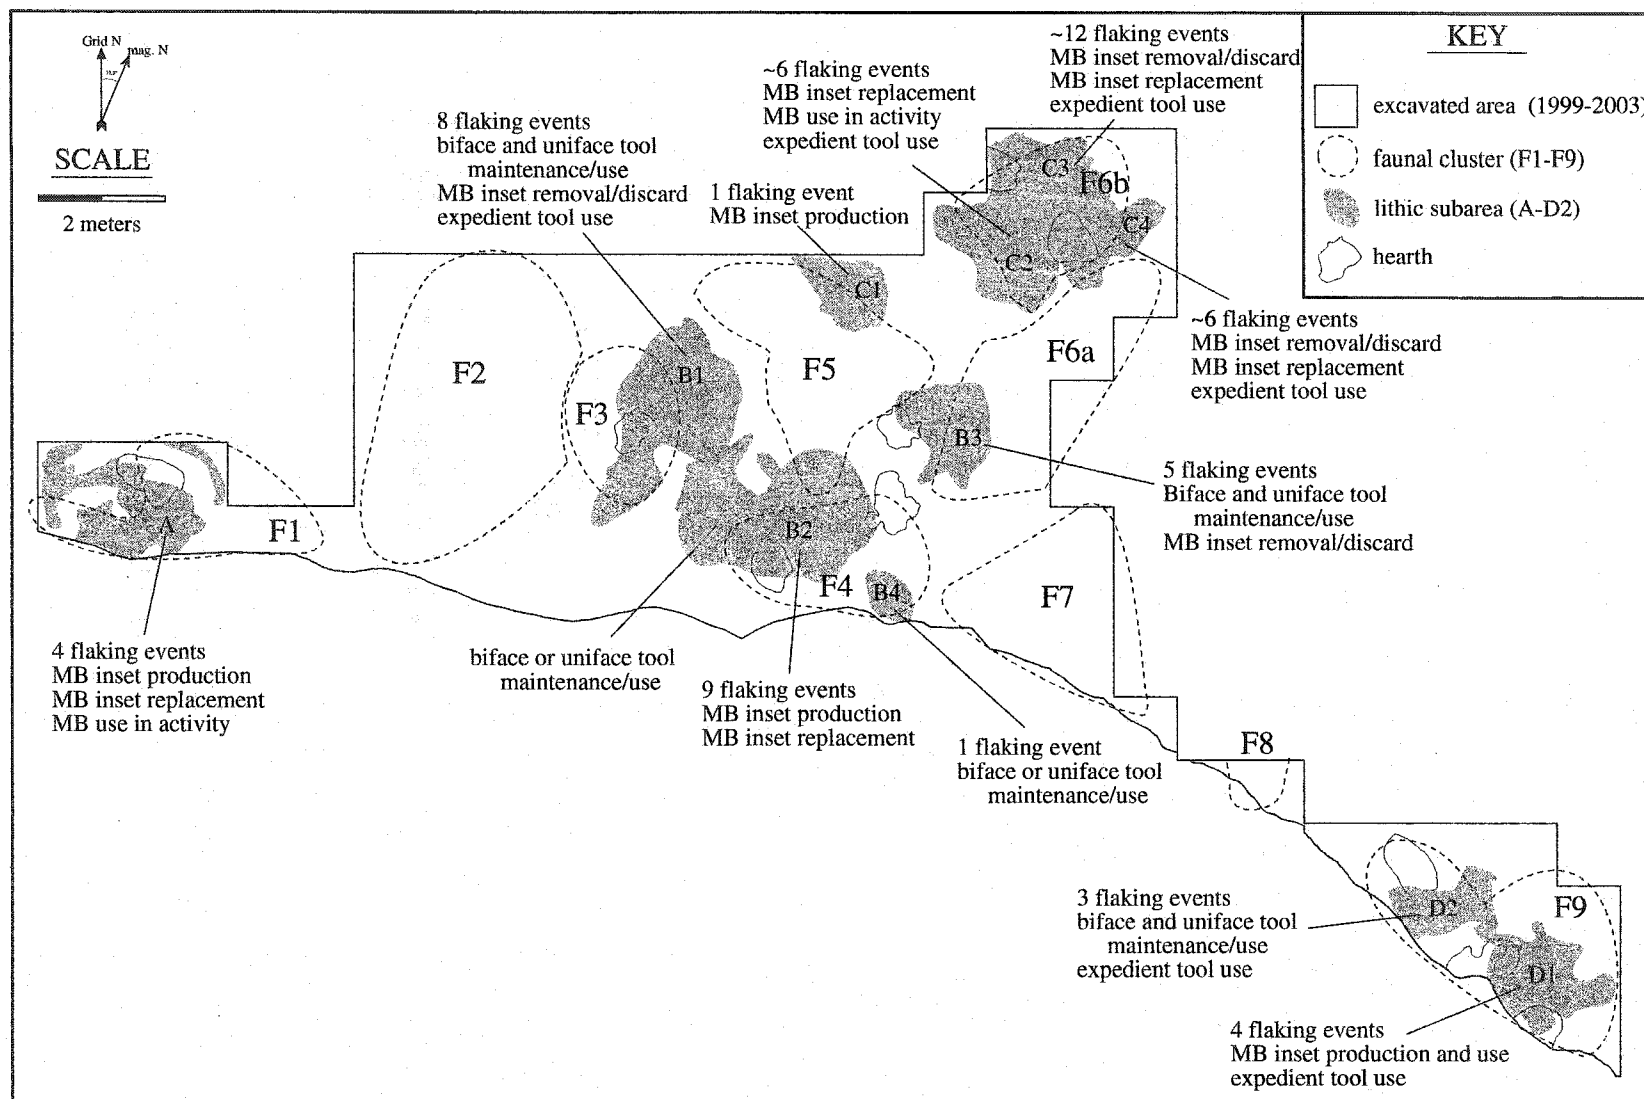 Grid N
mag. N
SCALE
2 meters
8 flaking events
biface and uniface tool
maintenance/use
MB inset removal/discard
expedient tool use
1 flaking event
MB inset production
~6 flaking events
MB inset replacement
MB use in activity
expedient tool use
~12 flaking events
MB inset removal/discard
MB inset replacement
expedient tool use
KEY
excavated area (1999-2003)
faunal cluster (F1-F9)
lithic subarea (A-D2)
hearth
C3
F6b
C4
C2
C1
~6 flaking events
MB inset removal/discard
MB inset replacement
expedient tool use
F2
B1
F5
F6a
F3
B3
5 flaking events
Biface and uniface tool
maintenance/use
MB inset removal/discard
A
F1
B2
F4
B4
F7
4 flaking events
MB inset production
MB inset replacement
MB use in activity
biface or uniface tool
maintenance/use
9 flaking events
MB inset production
MB inset replacement
1 flaking event
biface or uniface tool
maintenance/use
F8
3 flaking events
biface and uniface tool
maintenance/use
expedient tool use
D2
F9
D1
4 flaking events
MB inset production and use
expedient tool use